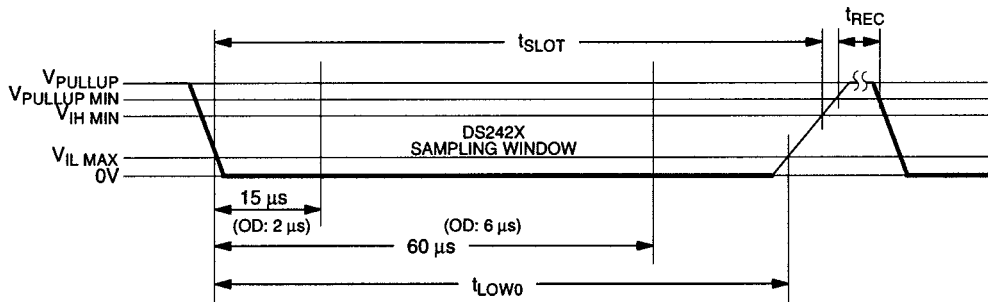 tREC
tSLOT
VPULLUP
VPULLUP MIN
VIH MIN
DS242X
SAMPLING WINDOW
VIL MAX
0V
15 μs
(OD: 2 μs)
(OD: 6 μs)
60 μs
tLOW0